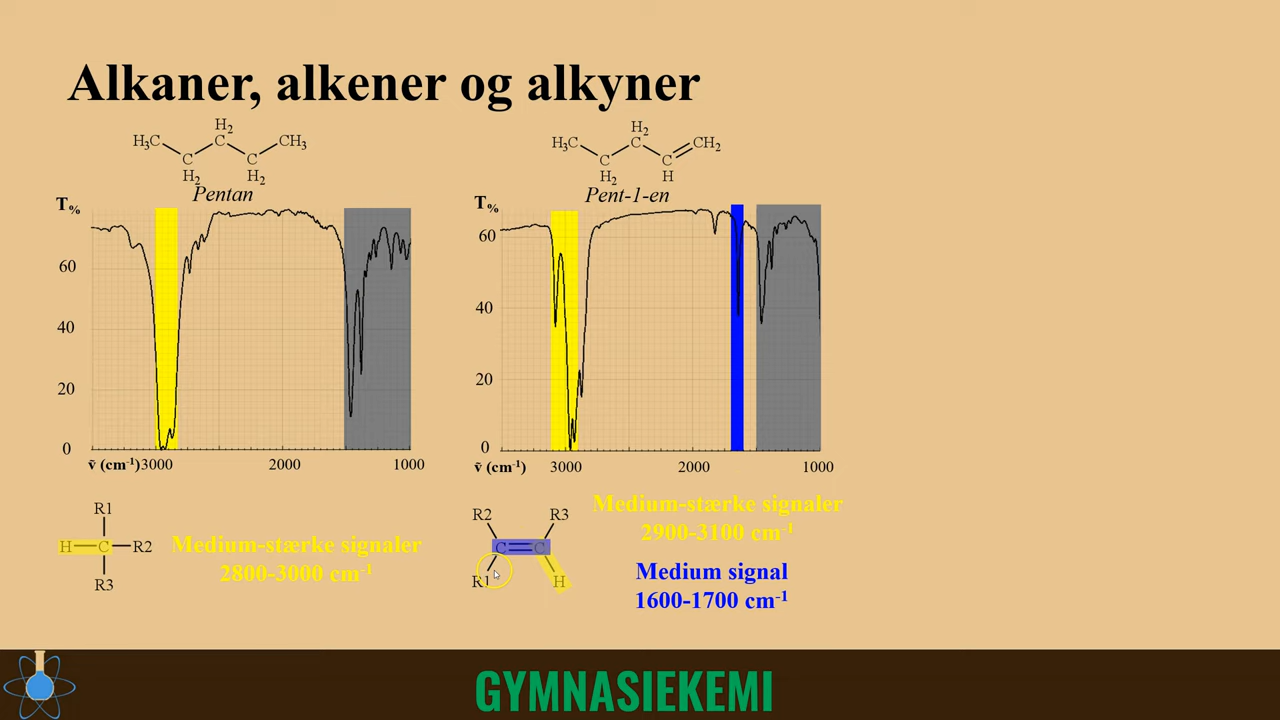 Alkaner, alkener og alkyner
H₃C
C
H₂
H₂
C
C
H₂
CH₃
Pentan
H₃C
C
H₂
H₂
C
C
H
CH₂
Pent-1-en
T%
60
40
20
0
ṽ (cm⁻¹) 3000 2000 1000
T%
60
40
20
0
ṽ (cm⁻¹) 3000 2000 1000
R1
H C R2
R3
Medium-stærke signaler
2800-3000 cm⁻¹
R2 R3
C C
R1 H
Medium-stærke signaler
2900-3100 cm⁻¹
Medium signal
1600-1700 cm⁻¹
GYMNASIEKEMI